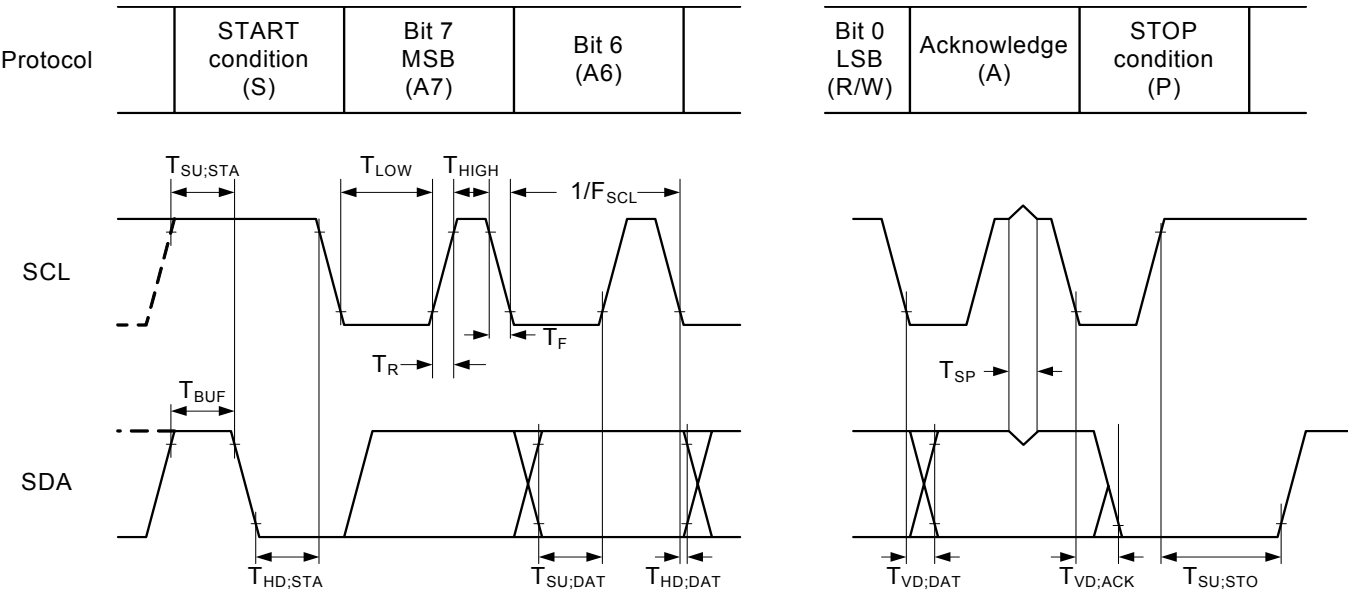 Protocol
START
condition
(S)
Bit 7
MSB
(A7)
Bit 6
(A6)
Bit 0
LSB
(R/W)
Acknowledge
(A)
STOP
condition
(P)
TSU;STA
TLOW
THIGH
1/FSCL
SCL
TR
TF
TSP
TBUF
SDA
THD;STA
TSU;DAT
THD;DAT
TVD;DAT
TVD;ACK
TSU;STO